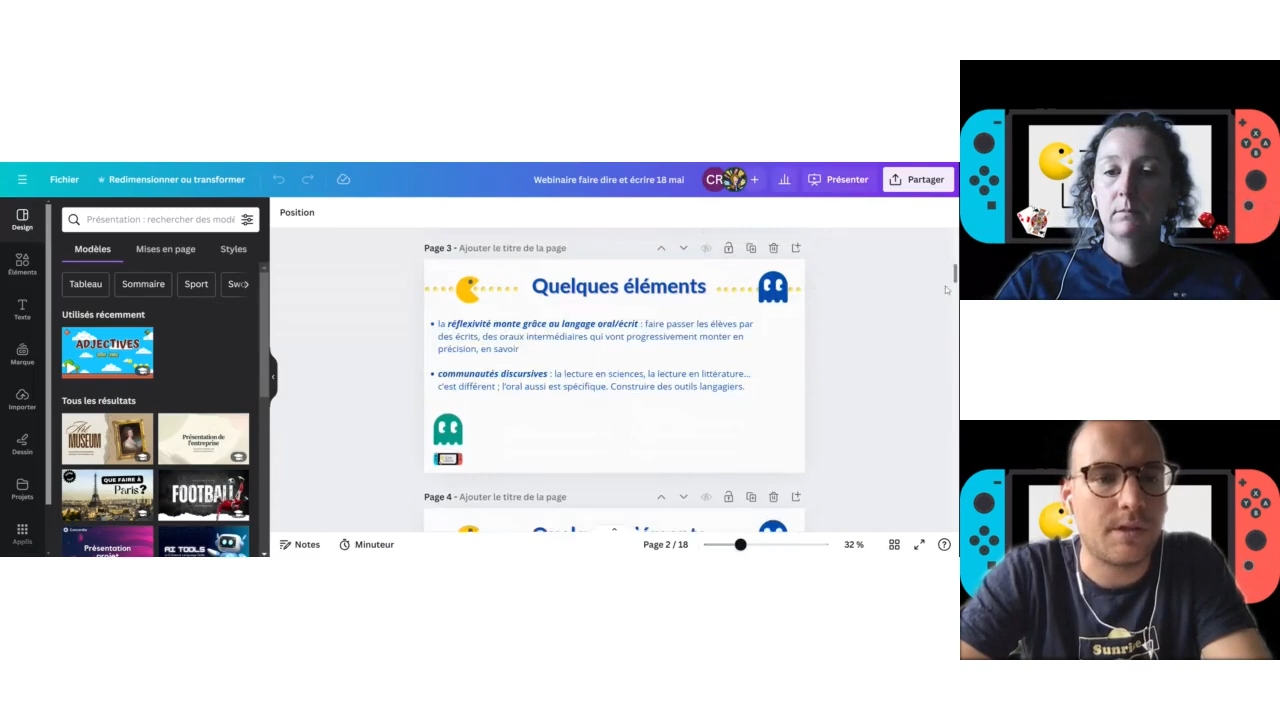 Fichier
Redimensionner ou transformer
Webinaire faire dire et écrire 18 mai
CR
+
Présenter
Partager
Design
Éléments
Texte
Marque
Importer
Dessin
Projets
Applis
Présentation : rechercher des modè
Modèles
Mises en page
Styles
Tableau
Sommaire
Sport
Utilisés récemment
ADJECTIVES
Tous les résultats
Art
MUSEUM
Présentation de
l'entreprise
QUE FAIRE À
Paris?
FOOTBALL
Présentation
projet
AI TOOLS
Position
Page 3 - Ajouter le titre de la page
Quelques éléments
• la réflexivité monte grâce au langage oral/écrit : faire passer les élèves par
des écrits, des oraux intermédiaires qui vont progressivement monter en
précision, en savoir
• communautés discursives : la lecture en sciences, la lecture en littérature...
c'est différent ; l'oral aussi est spécifique. Construire des outils langagiers.
Page 4 - Ajouter le titre de la page
Notes
Minuteur
Page 2 / 18
32 %
X
Y
A
B
X
Y
A
B
Sunrise